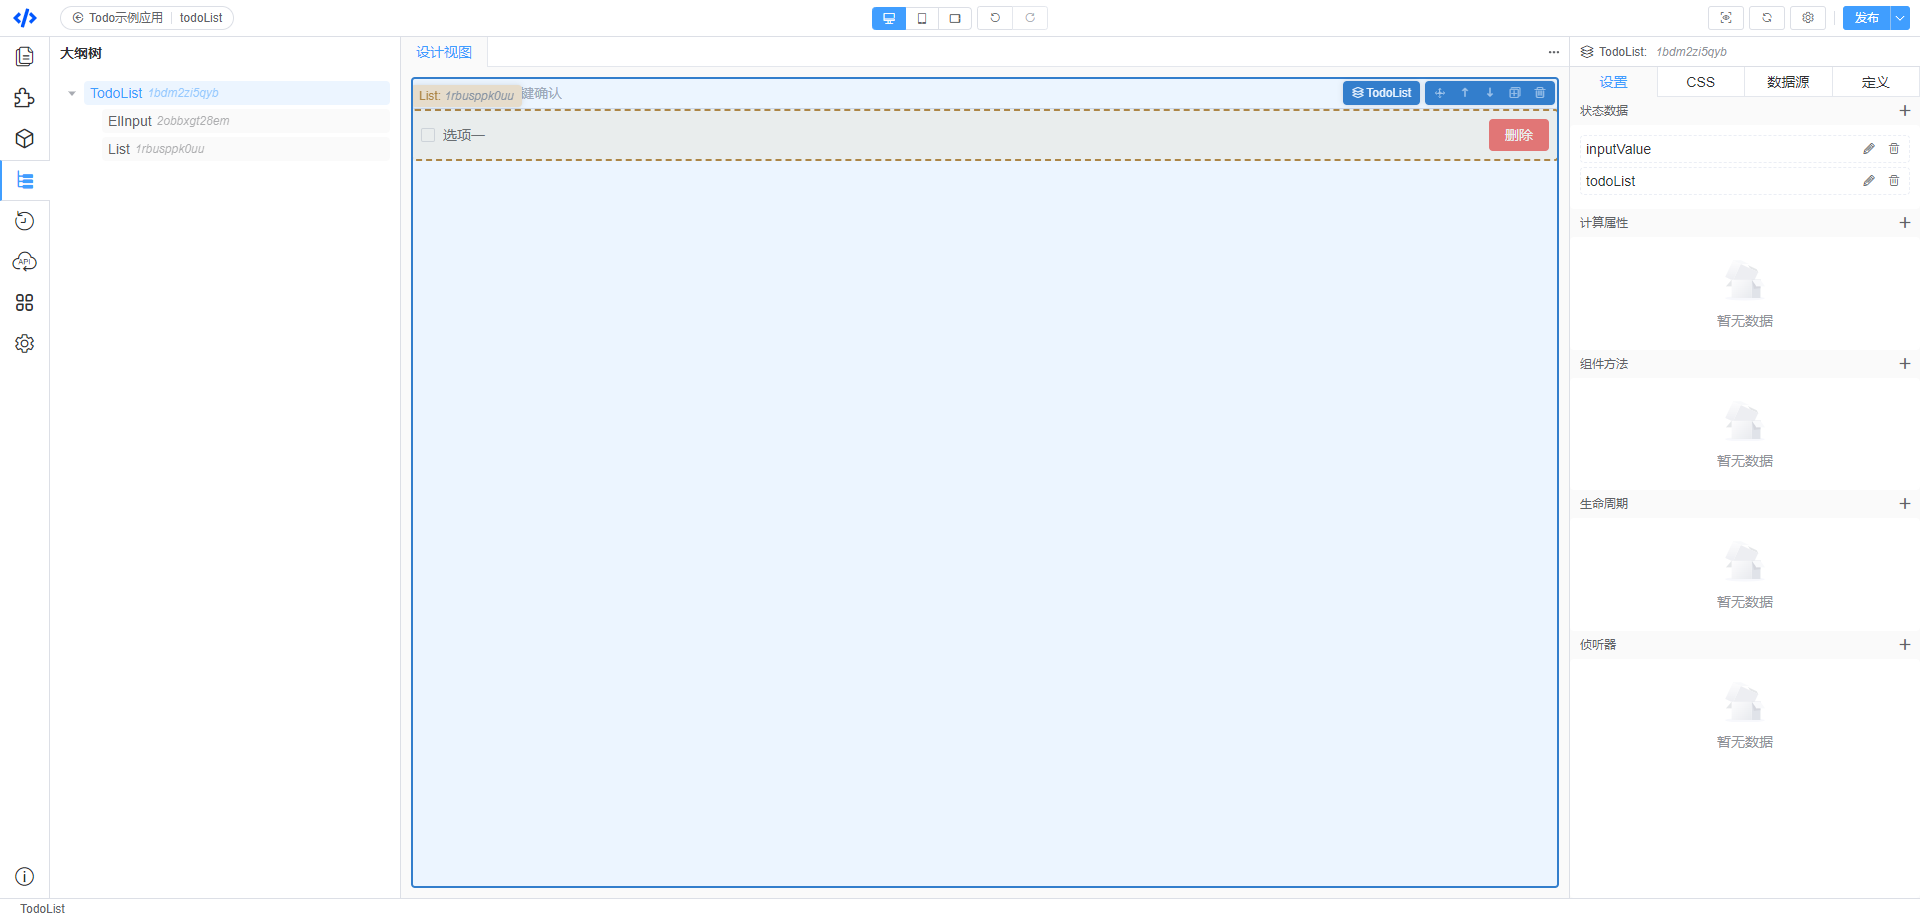 Todo示例应用 todoList
发布
API
大纲树
TodoList 1bdm2zi5qyb
ElInput 2obbxgt28em
List 1rbusppk0uu
设计视图
List: 1rbusppk0uu 键确认
TodoList
选项一
删除
TodoList: 1bdm2zi5qyb
设置 CSS 数据源 定义
状态数据
inputValue
todoList
计算属性
暂无数据
组件方法
暂无数据
生命周期
暂无数据
侦听器
暂无数据
TodoList